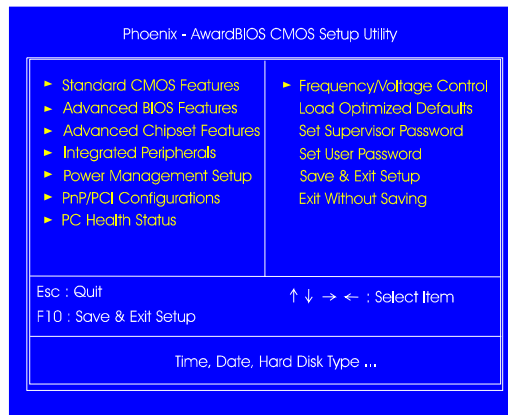 Phoenix - AwardBIOS CMOS Setup Utility
► Standard CMOS Features
► Advanced BIOS Features
► Advanced Chipset Features
► Integrated Peripherals
► Power Management Setup
► PnP/PCI Configurations
► PC Health Status
► Frequency/Voltage Control
Load Optimized Defaults
Set Supervisor Password
Set User Password
Save & Exit Setup
Exit Without Saving
Esc : Quit
F10 : Save & Exit Setup
↑ ↓ → ← : Select Item
Time, Date, Hard Disk Type ...